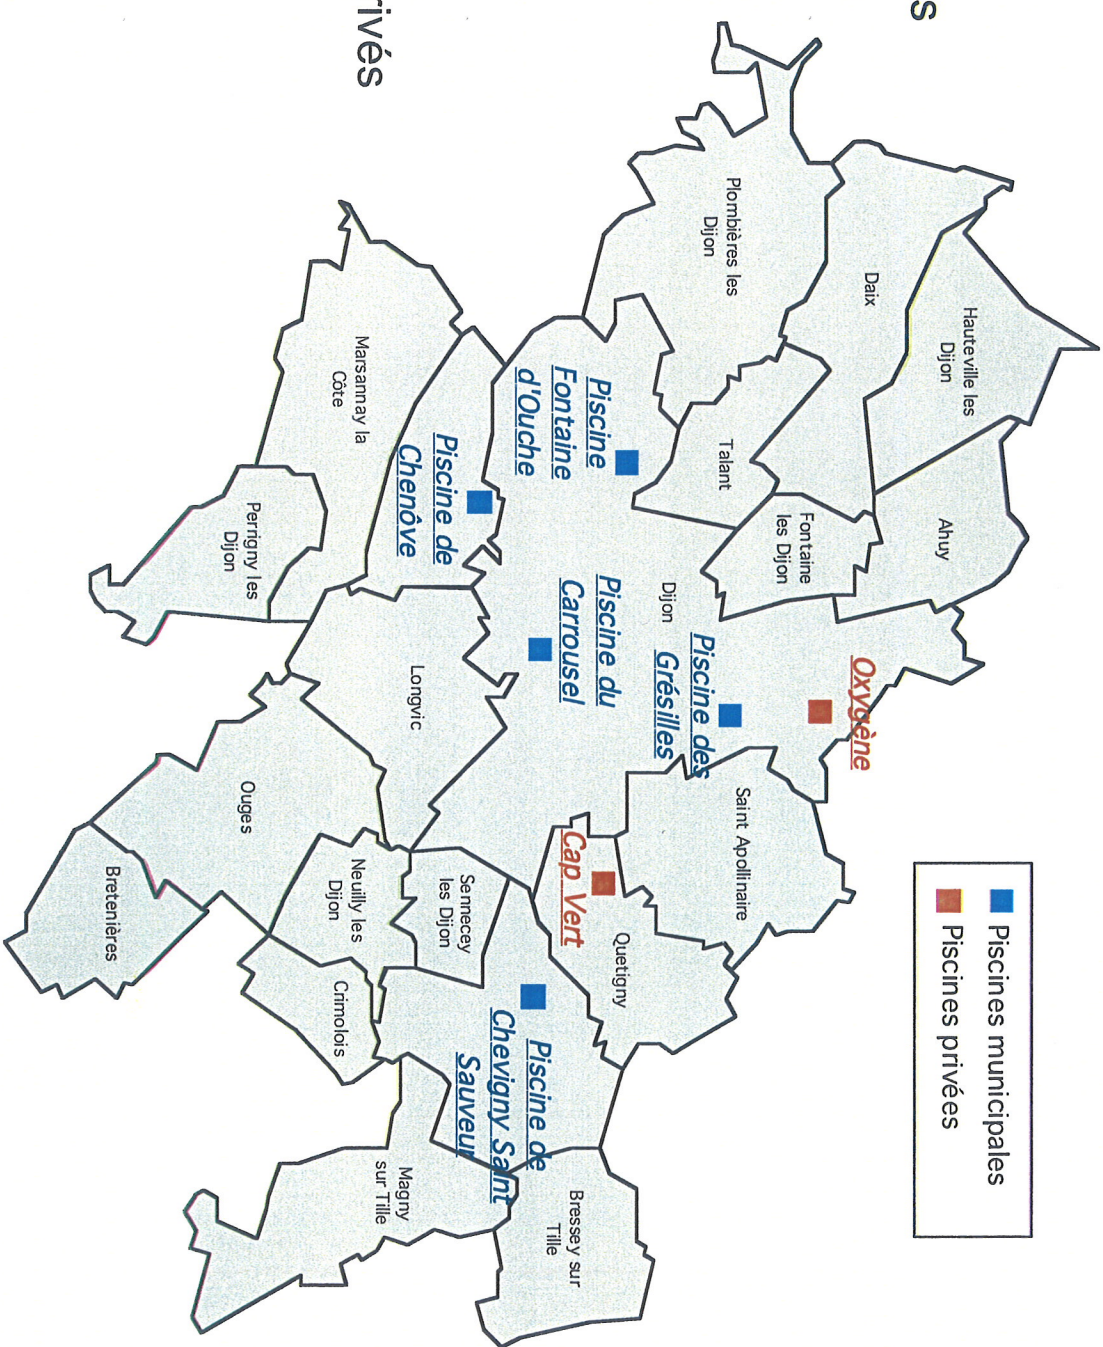 s
rivés
Piscines municipales
Piscines privées
Hauteville les
Dijon
Daix
Ahuy
Plombières les
Dijon
Talant
Fontaine
les Dijon
Oxygène
Dijon
Piscine des
Grésilles
Saint Apollinaire
Piscine
Fontaine
d'Ouche
Piscine du
Carrousel
Cap Vert
Quetigny
Piscine de
Chenôve
Marsannay la
Côte
Longvic
Sennecey
les Dijon
Piscine de
Chevigny Saint
Sauveur
Bressey sur
Tille
Perrigny les
Dijon
Ouges
Neuilly les
Dijon
Crimolois
Magny
sur Tille
Bretenières